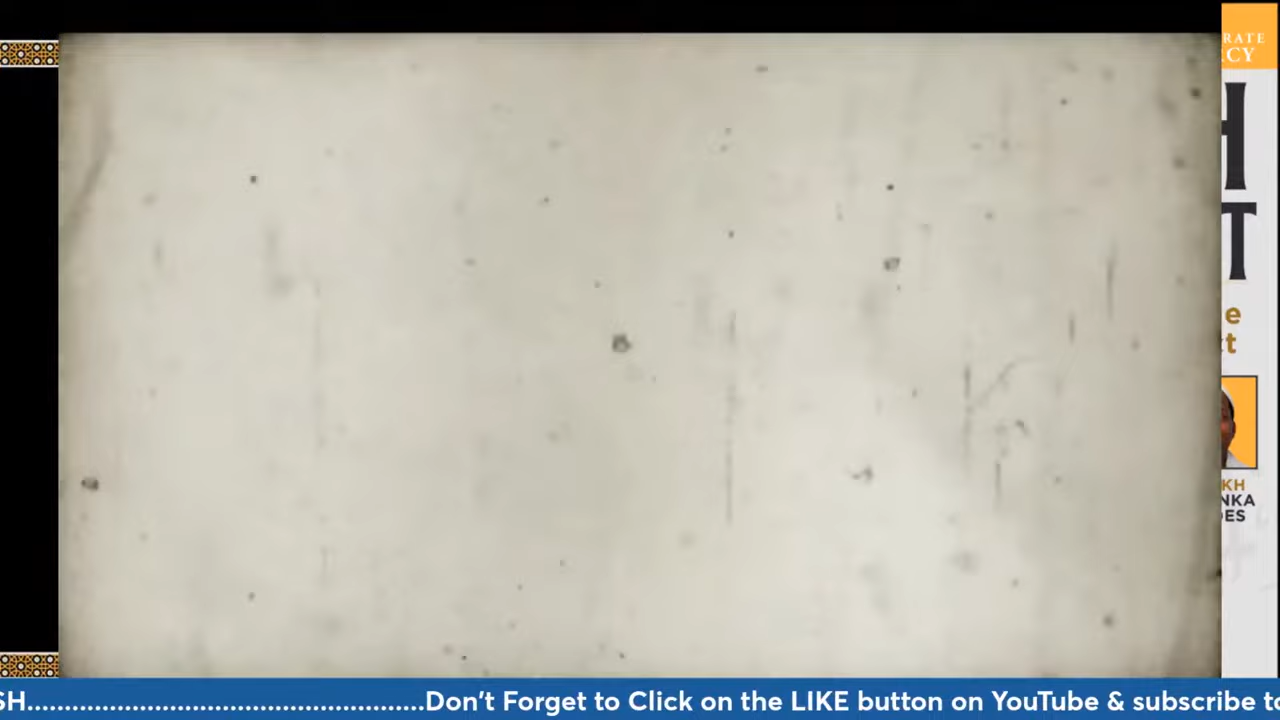 RATE
CY
H
T
e
t
KH
NKA
DES
SH.....................................................Don't Forget to Click on the LIKE button on YouTube & subscribe to